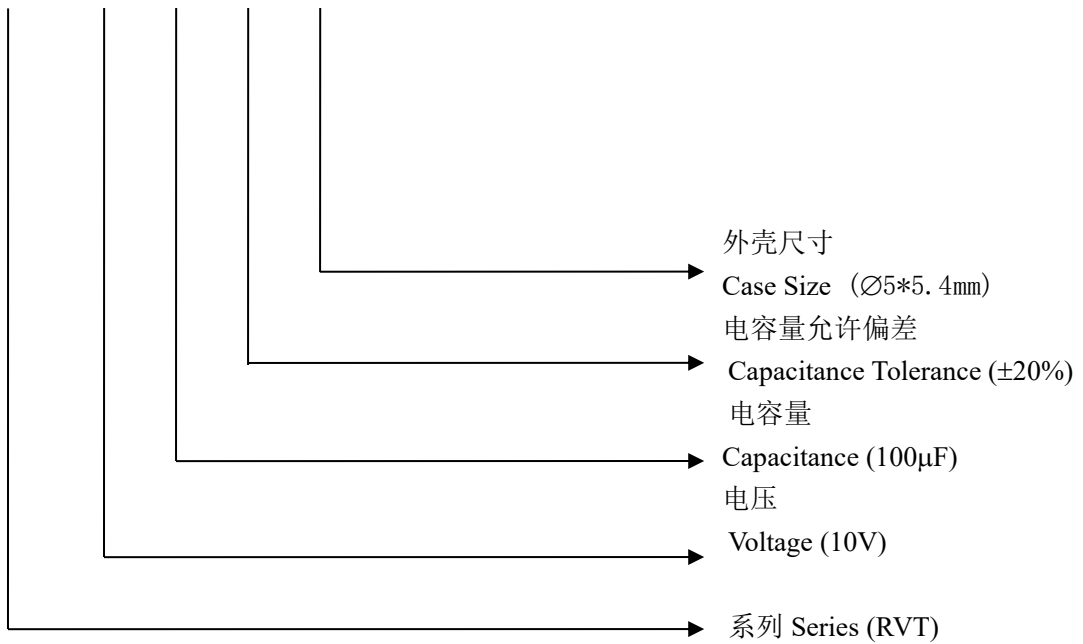 外壳尺寸
Case Size （∅5*5.4mm）
电容量允许偏差
Capacitance Tolerance (±20%)
电容量
Capacitance (100μF)
电压
Voltage (10V)
系列 Series (RVT)